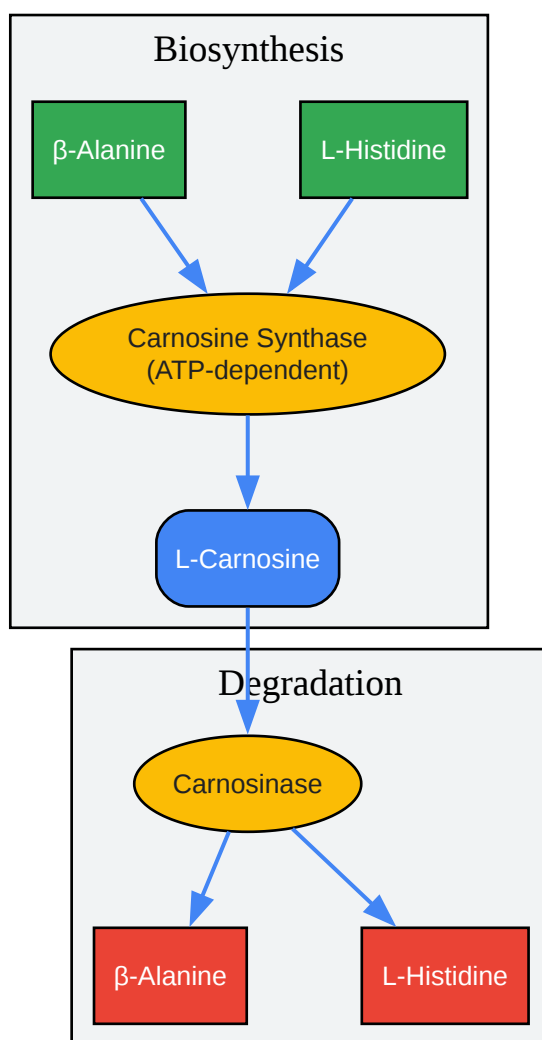 Biosynthesis
β-Alanine
L-Histidine
Carnosine Synthase
(ATP-dependent)
L-Carnosine
Degradation
Carnosinase
β-Alanine
L-Histidine